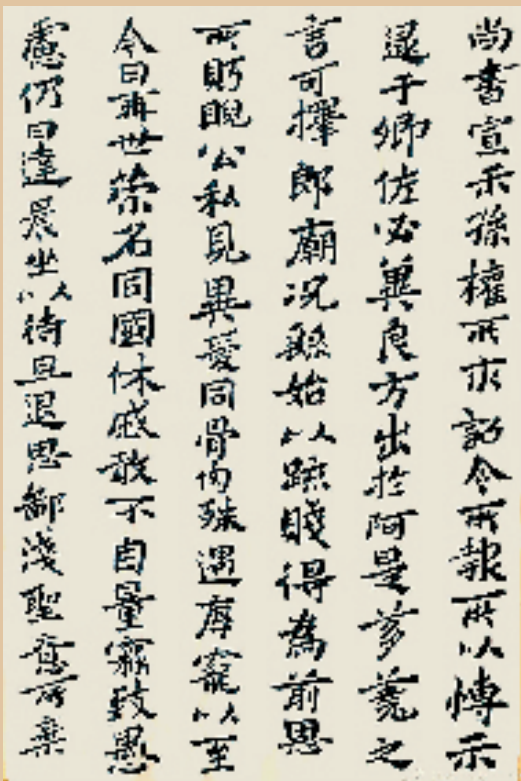 尚書宣示孫權所求詔令所報所以博示
逮于卿佐必冀良方出於阿是芻蕘之
言可擇郎廟況繇始以踈賤得為前恩
所眄睨公私見異愛同骨肉殊遇厚寵以至
今日再世榮名同國休慼敢不自量竊致愚
慮仍日達晨坐以待旦退思鄙淺聖意所棄